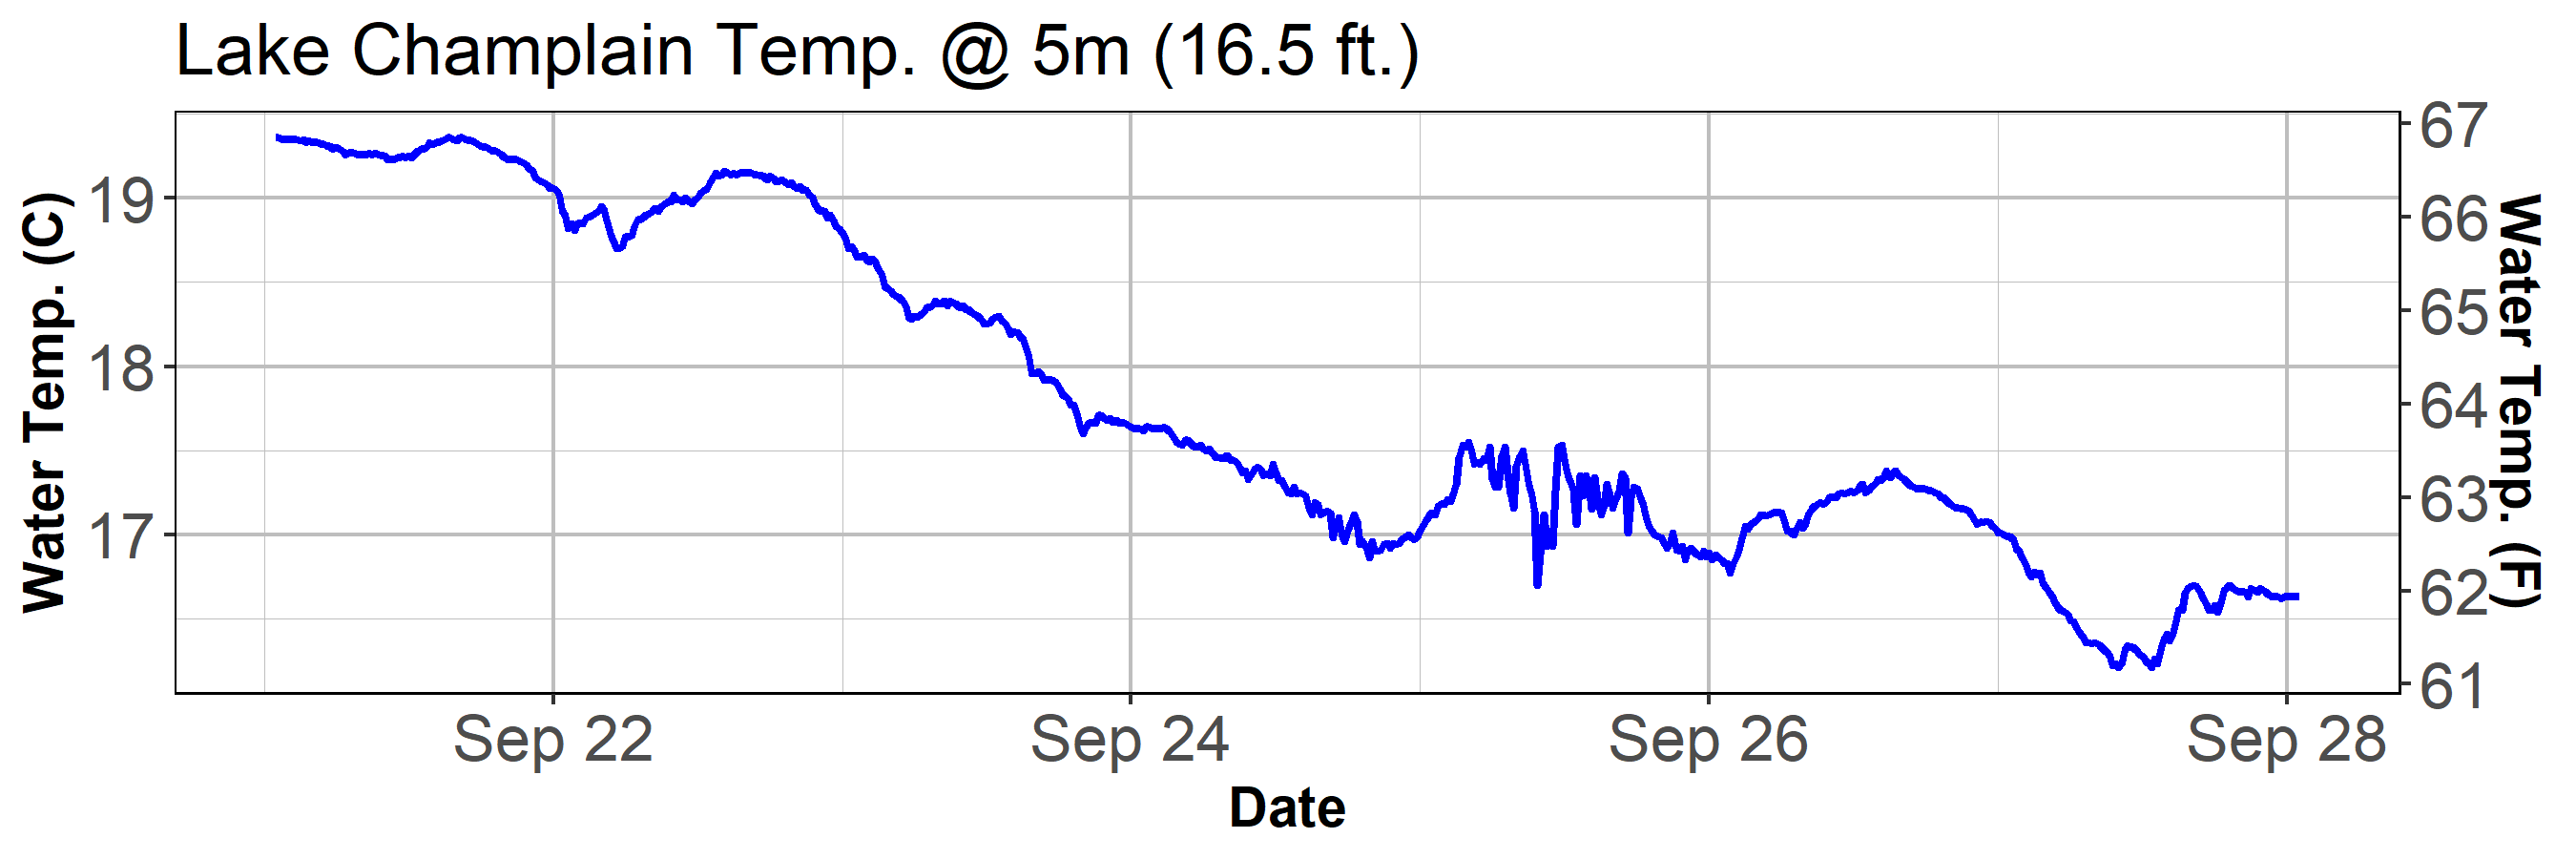 Lake Champlain Temp. @ 5m (16.5 ft.)
Water Temp. (C)
19
18
17
67
66
65
64
63
62
61
Water Temp. (F)
Sep 22 Sep 24 Sep 26 Sep 28
Date